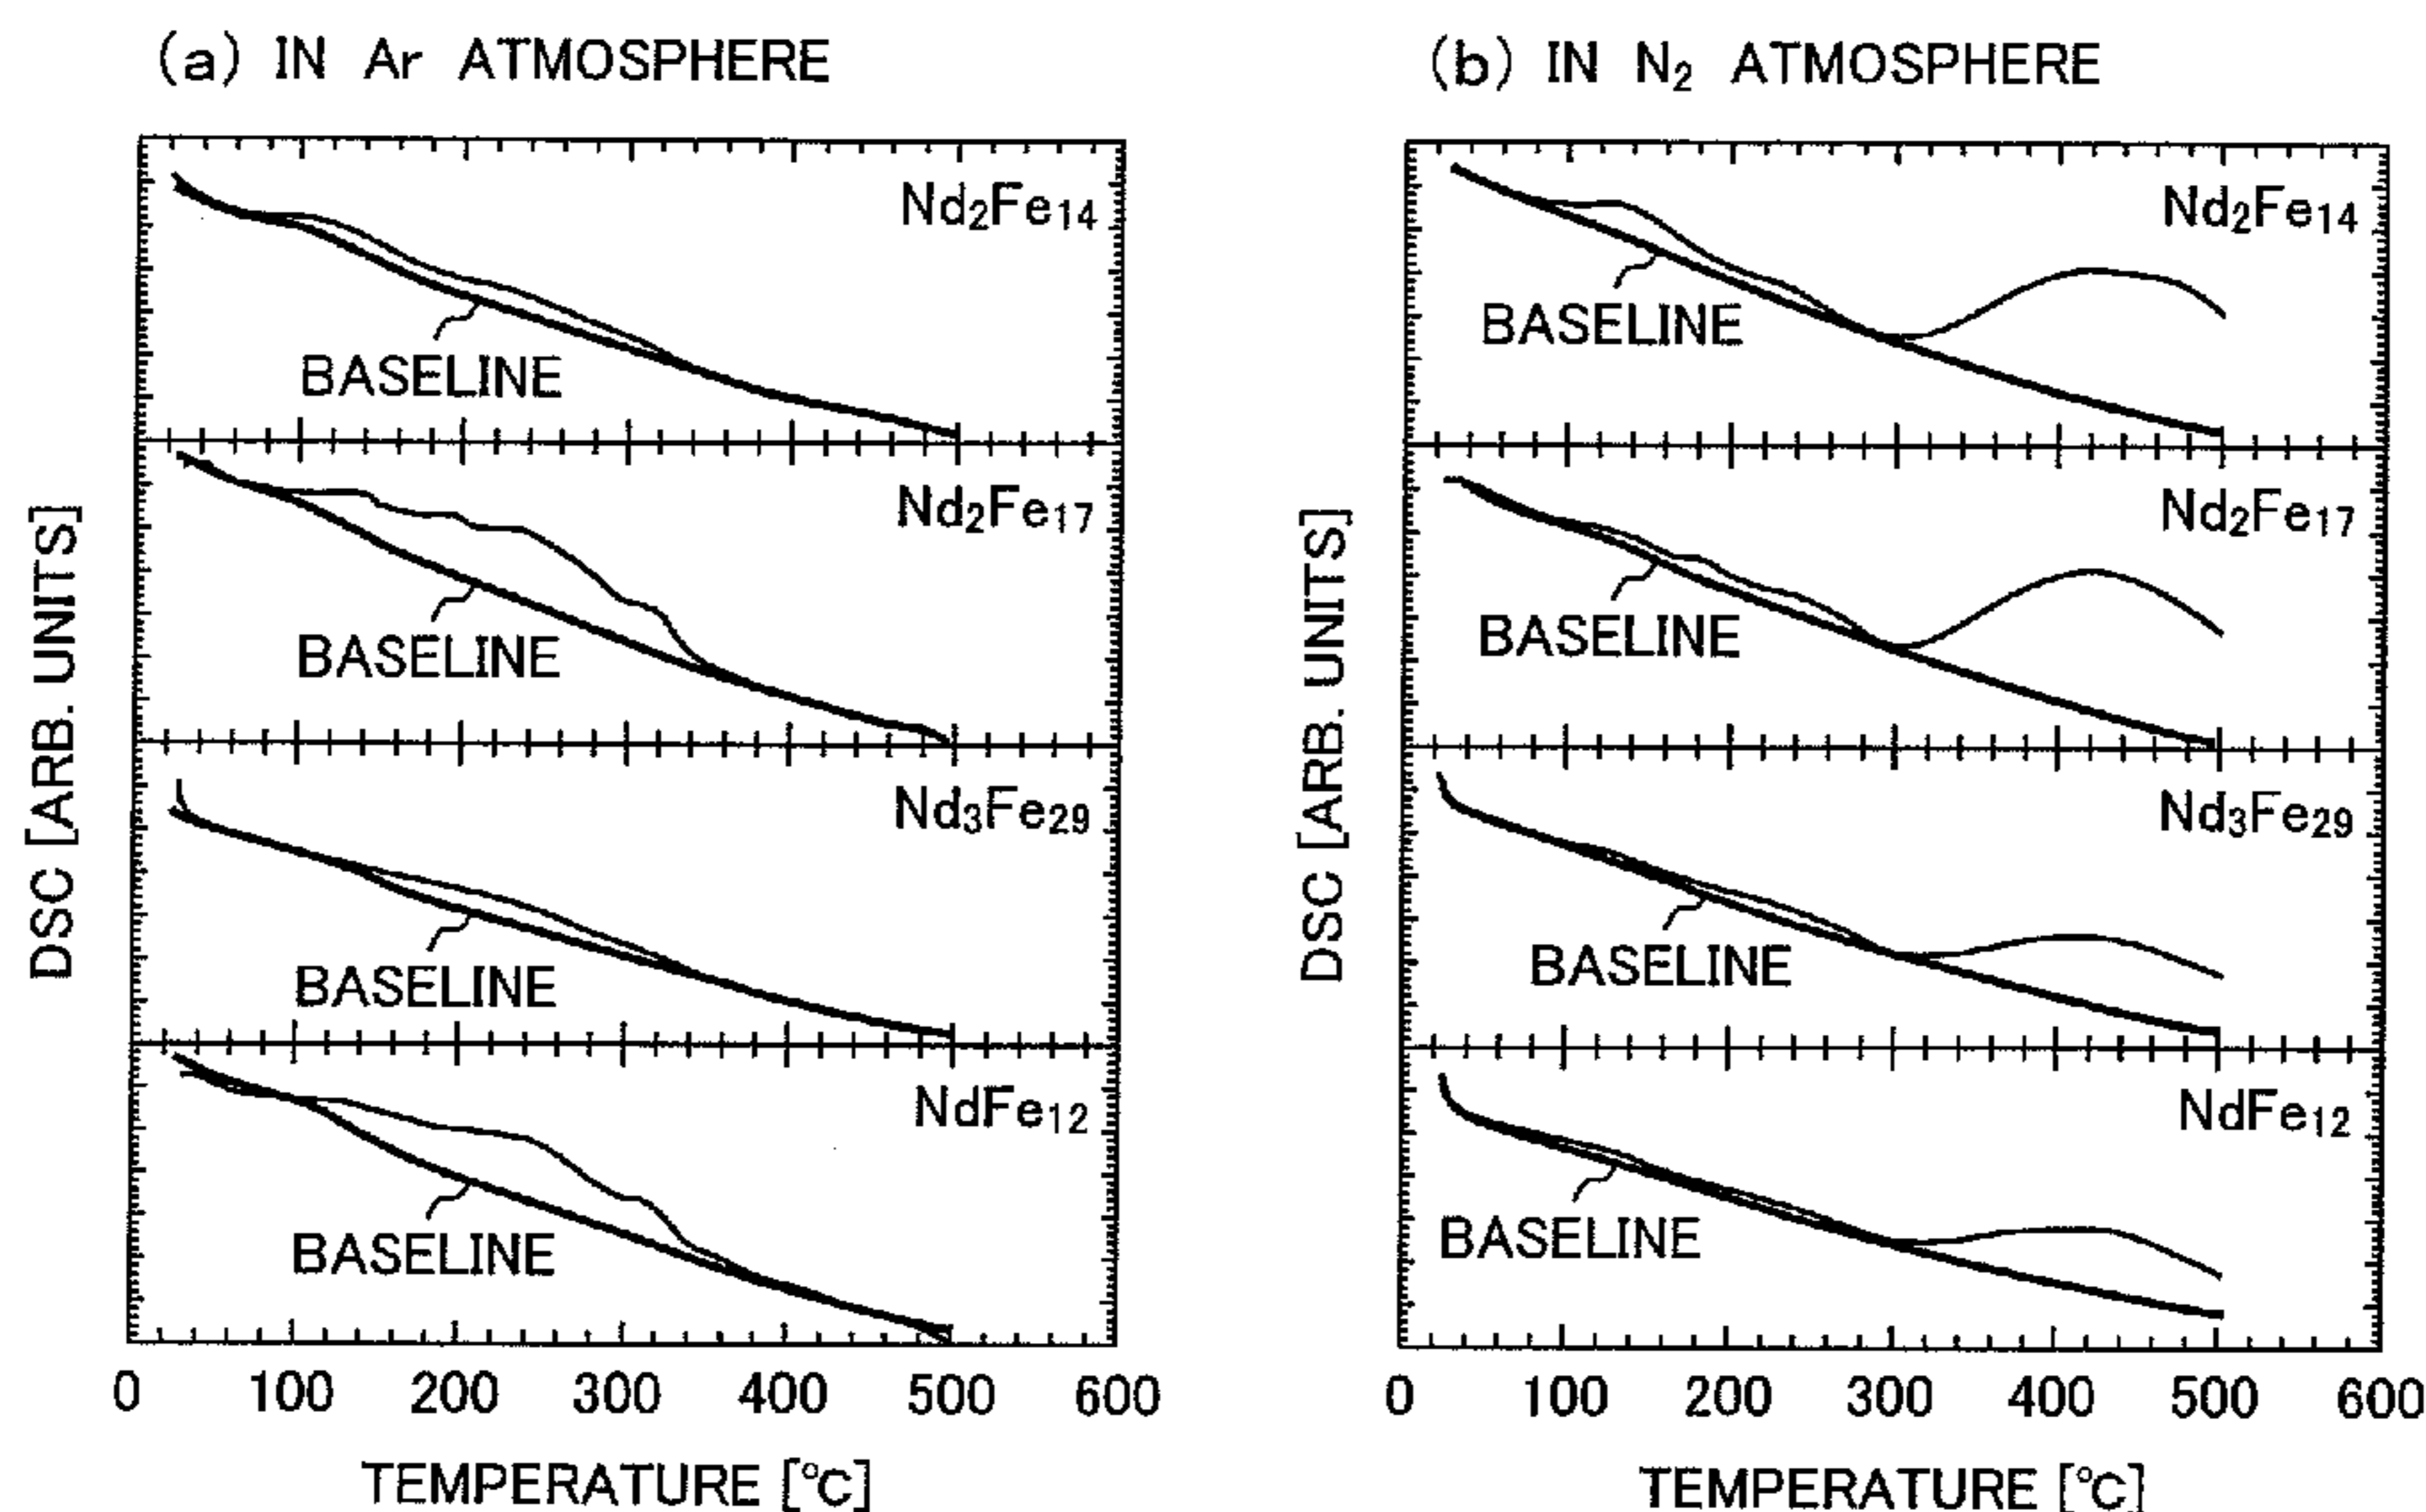 (a) IN Ar ATMOSPHERE
DSC [ARB. UNITS]
Nd₂Fe₁₄
BASELINE
Nd₂Fe₁₇
BASELINE
Nd₃Fe₂₉
BASELINE
NdFe₁₂
BASELINE
0 100 200 300 400 500 600
TEMPERATURE [℃]
(b) IN N₂ ATMOSPHERE
DSC [ARB. UNITS]
Nd₂Fe₁₄
BASELINE
Nd₂Fe₁₇
BASELINE
Nd₃Fe₂₉
BASELINE
NdFe₁₂
BASELINE
0 100 200 300 400 500 600
TEMPERATURE [℃]